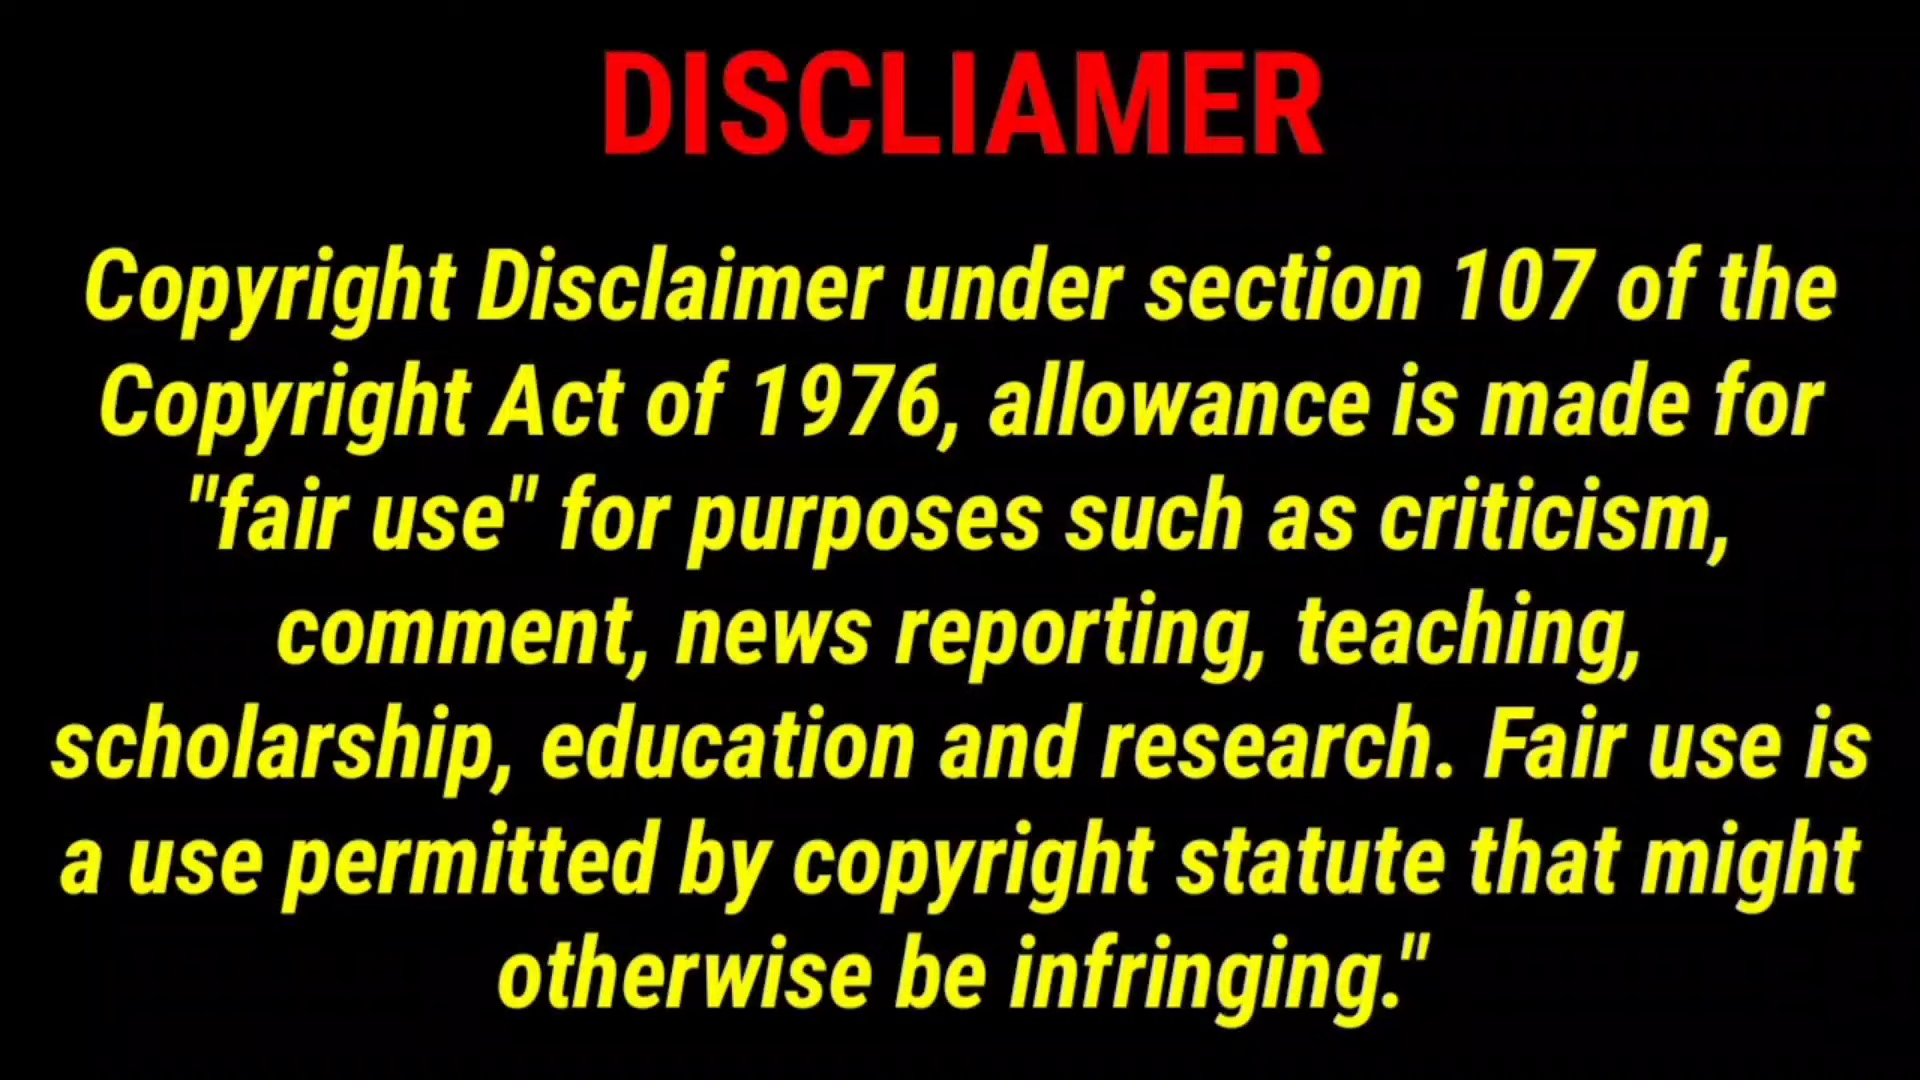 DISCLIAMER
Copyright Disclaimer under section 107 of the
Copyright Act of 1976, allowance is made for
"fair use" for purposes such as criticism,
comment, news reporting, teaching,
scholarship, education and research. Fair use is
a use permitted by copyright statute that might
otherwise be infringing."